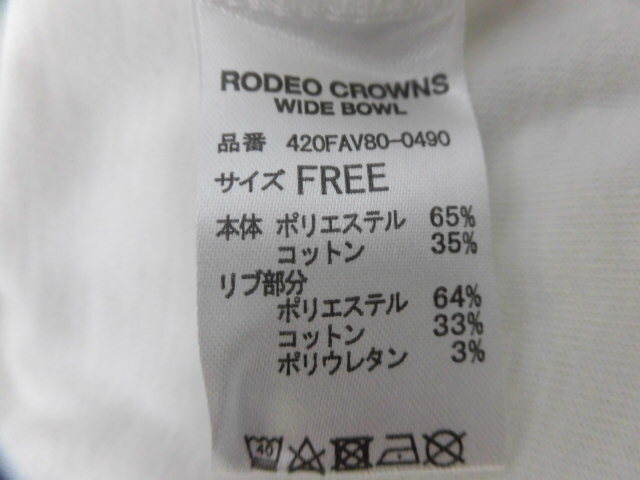 RODEO CROWNS
WIDE BOWL
品番 420FAV80-0490
サイズ FREE
本体 ポリエステル 65%
コットン 35%
リブ部分
ポリエステル 64%
コットン 33%
ポリウレタン 3%
40